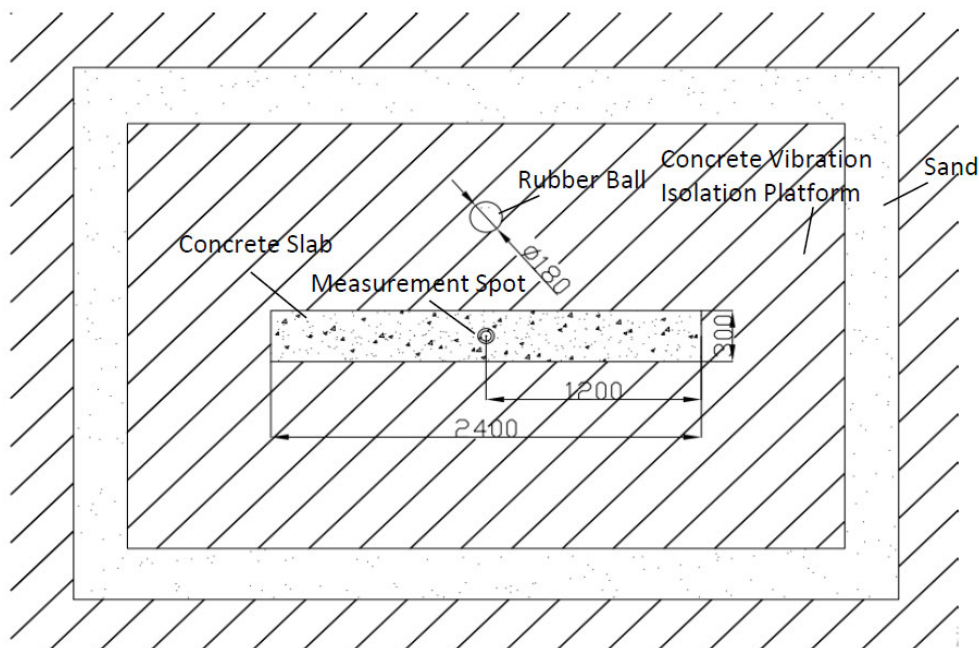 Concrete Vibration
Isolation Platform
Sand
Rubber Ball
Concrete Slab
Ø180
Measurement Spot
300
1200
2400